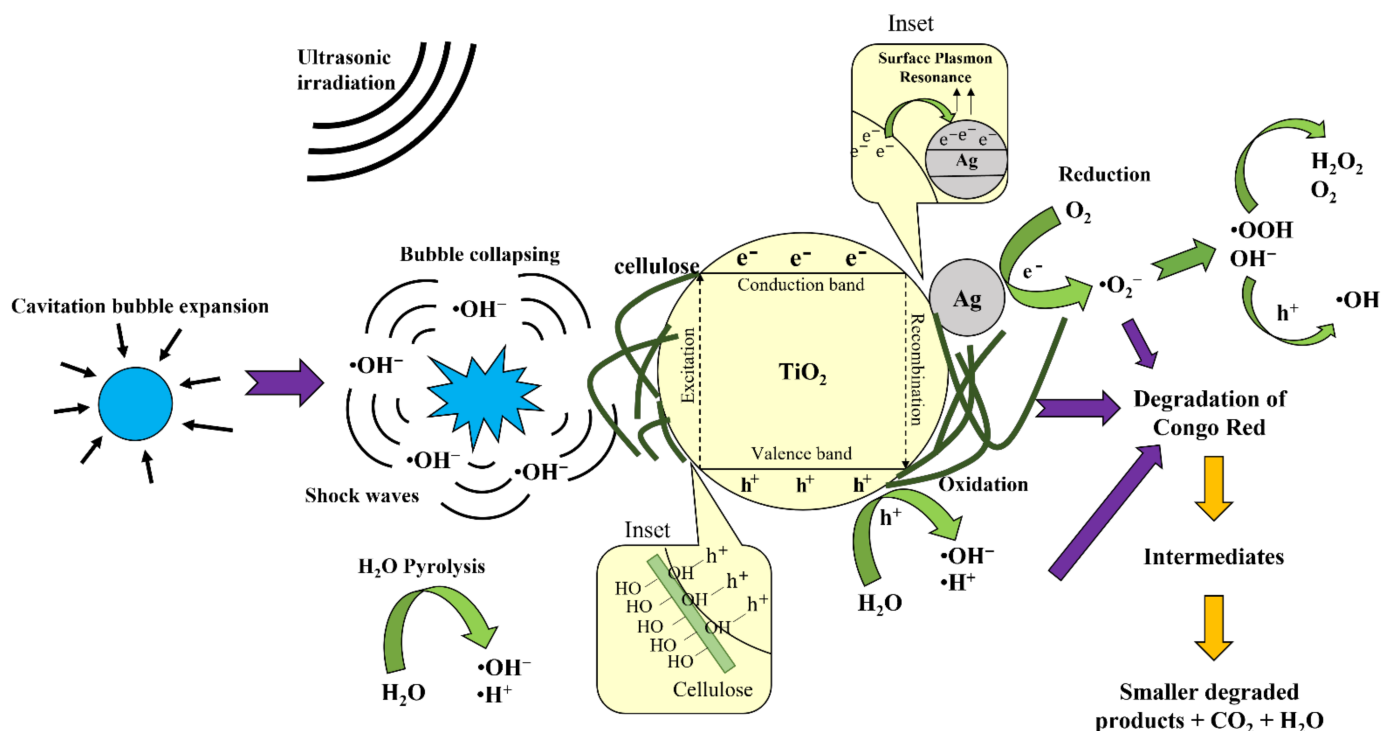 Inset
Surface Plasmon
Resonance
e⁻
e⁻ e⁻
e⁻ e⁻ e⁻
Ag
Ultrasonic
irradiation
Reduction
O₂
H₂O₂
O₂
•OOH
OH⁻
h⁺
•OH
Bubble collapsing
•OH⁻
•OH⁻
•OH⁻
•OH⁻
Shock waves
Cavitation bubble expansion
cellulose
e⁻ e⁻ e⁻
Conduction band
Excitation
TiO₂
Recombination
Valence band
h⁺ h⁺ h⁺
Ag
e⁻
•O₂⁻
Degradation of
Congo Red
Oxidation
h⁺
H₂O
•OH⁻
•H⁺
Intermediates
Smaller degraded
products + CO₂ + H₂O
H₂O Pyrolysis
H₂O
•OH⁻
•H⁺
Inset
OH h⁺
OH h⁺
OH h⁺
HO
HO
HO
HO
HO
Cellulose